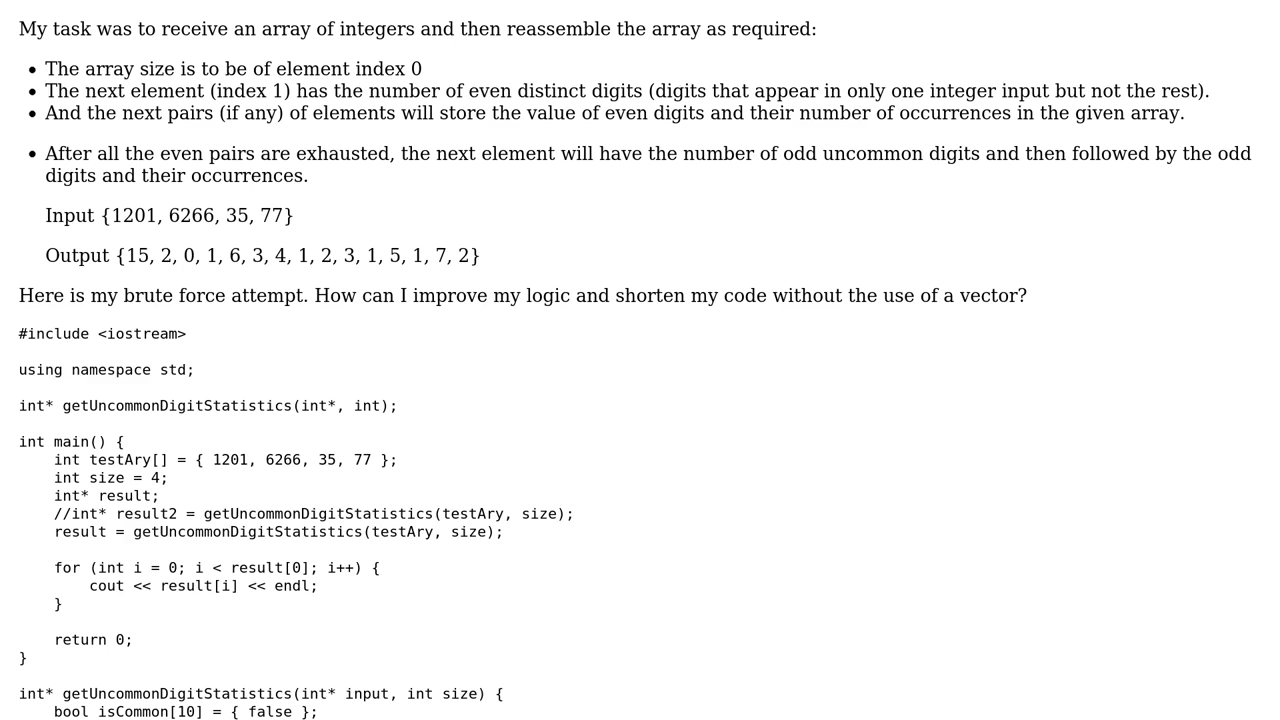 My task was to receive an array of integers and then reassemble the array as required:
• The array size is to be of element index 0
• The next element (index 1) has the number of even distinct digits (digits that appear in only one integer input but not the rest).
• And the next pairs (if any) of elements will store the value of even digits and their number of occurrences in the given array.
• After all the even pairs are exhausted, the next element will have the number of odd uncommon digits and then followed by the odd
digits and their occurrences.
Input {1201, 6266, 35, 77}
Output {15, 2, 0, 1, 6, 3, 4, 1, 2, 3, 1, 5, 1, 7, 2}
Here is my brute force attempt. How can I improve my logic and shorten my code without the use of a vector?
#include <iostream>
using namespace std;
int* getUncommonDigitStatistics(int*, int);
int main() {
    int testAry[] = { 1201, 6266, 35, 77 };
    int size = 4;
    int* result;
    //int* result2 = getUncommonDigitStatistics(testAry, size);
    result = getUncommonDigitStatistics(testAry, size);
    for (int i = 0; i < result[0]; i++) {
        cout << result[i] << endl;
    }
    return 0;
}
int* getUncommonDigitStatistics(int* input, int size) {
    bool isCommon[10] = { false };